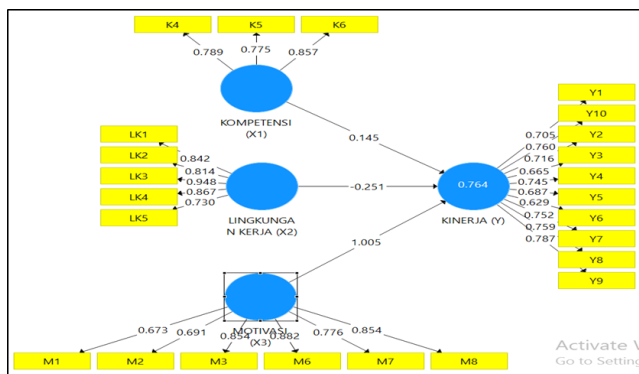 K4 K5 K6
0.789 0.775 0.857
KOMPETENSI
(X1)
0.145
LK1
LK2
LK3
LK4
LK5
0.842
0.814
0.948
0.867
0.730
LINGKUNGA
N KERJA (X2)
-0.251
1.005
0.764
KINERJA (Y)
0.705
0.760
0.716
0.665
0.745
0.687
0.629
0.752
0.759
0.787
Y1
Y10
Y2
Y3
Y4
Y5
Y6
Y7
Y8
Y9
MOTIVASI
(X3)
0.673 0.691 0.854 0.882 0.776 0.854
M1 M2 M3 M6 M7 M8
Activate
Go to Setting